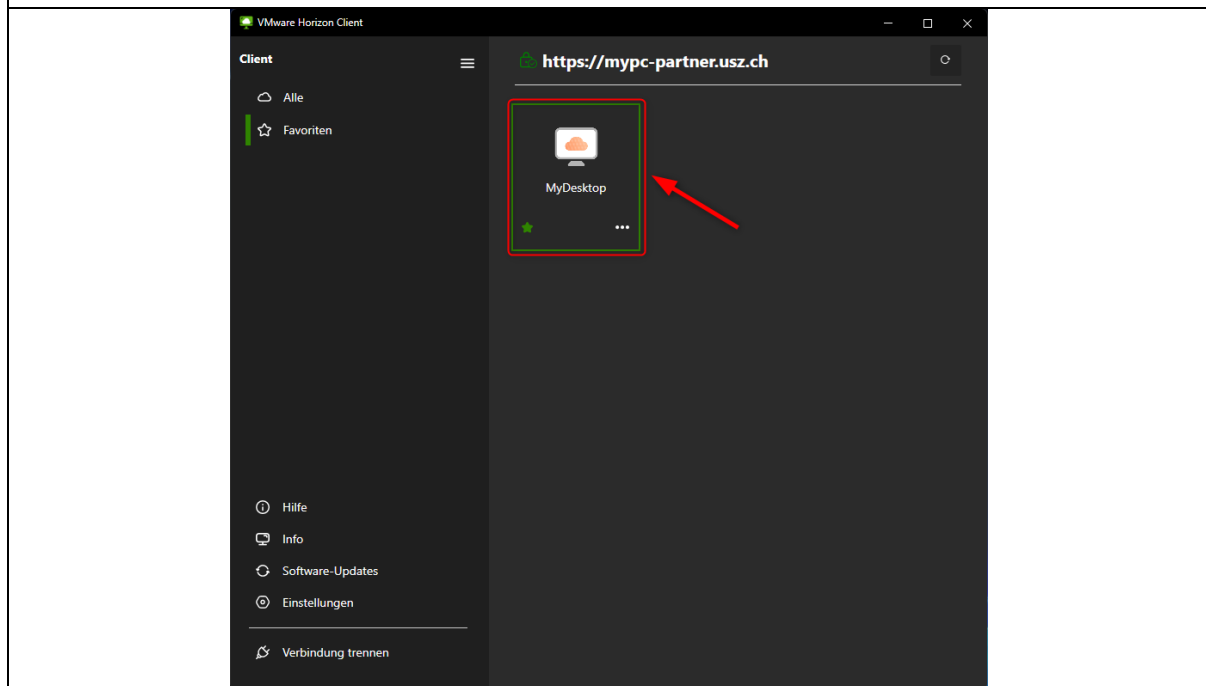 VMware Horizon Client
Client
Alle
Favoriten
https://mypc-partner.usz.ch
MyDesktop
Hilfe
Info
Software-Updates
Einstellungen
Verbindung trennen